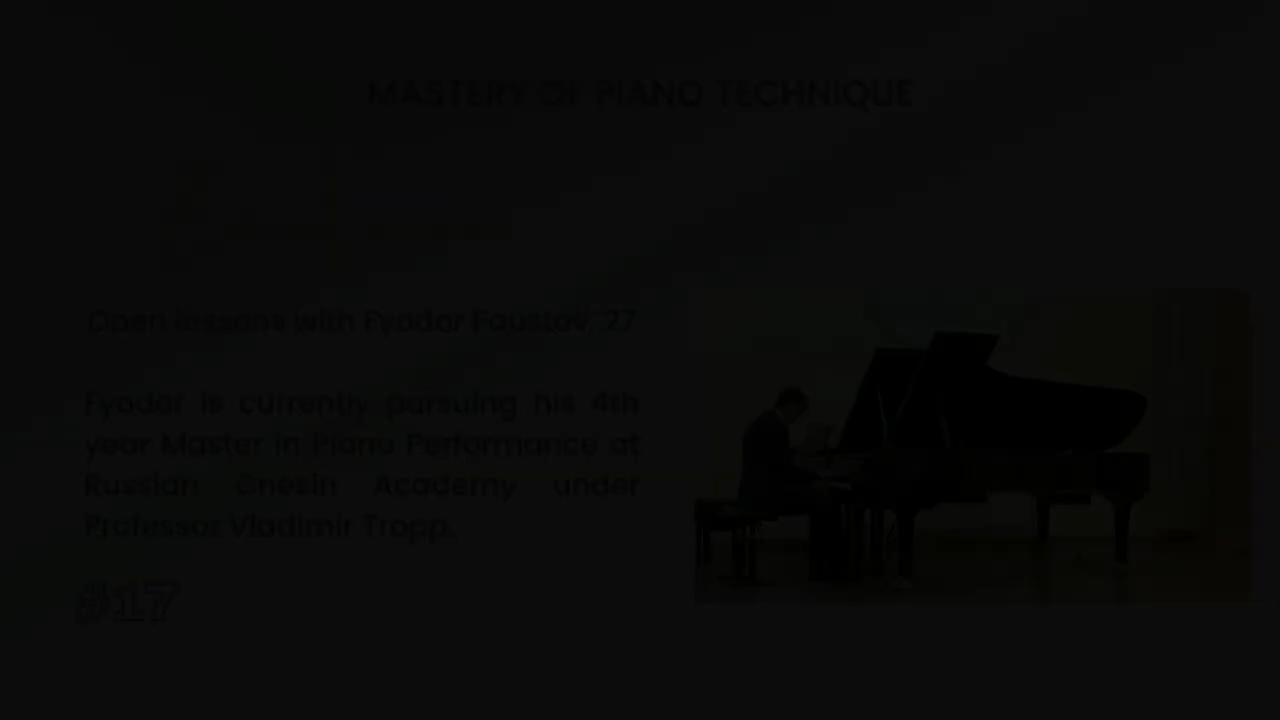 MASTERY OF PIANO TECHNIQUE
Open lessons with Fyodor Faustov, 27
Fyodor is currently pursuing his 4th
year Master in Piano Performance at
Russian Gnesin Academy under
Professor Vladimir Tropp.
#17